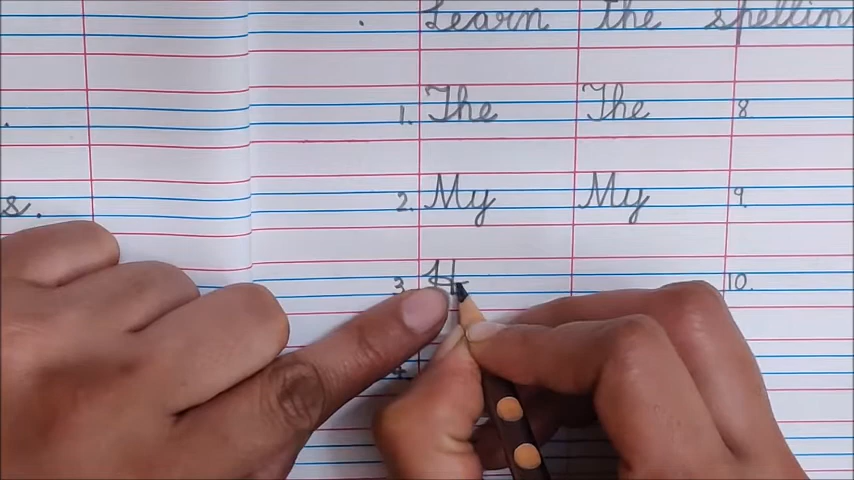 . Learn the spellin
1. The The 8
. 
2. My My 9.
s.
3. H 10.